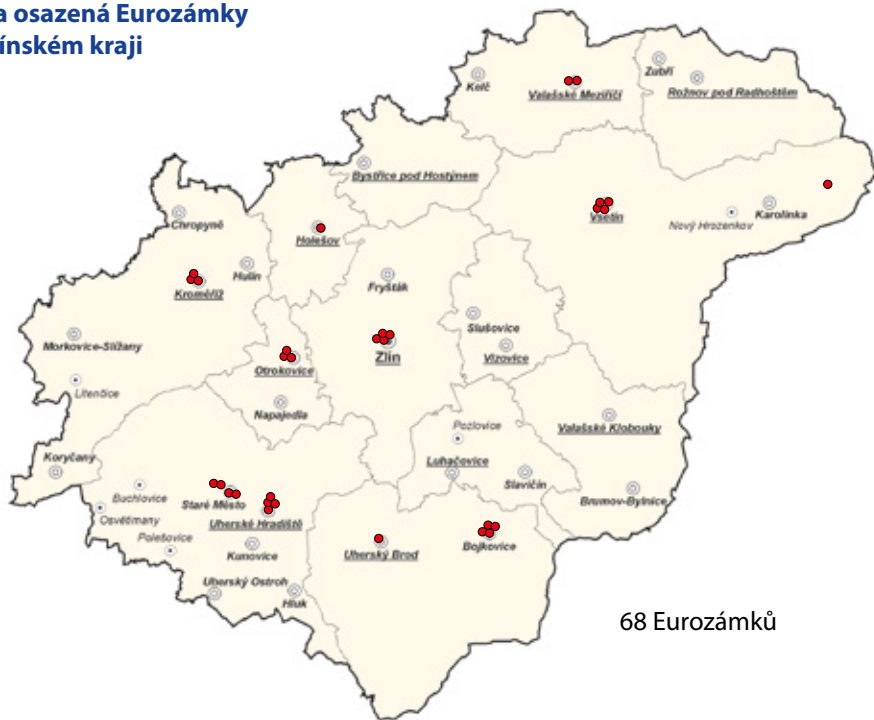 a osazená Eurozámky
ínském kraji
Kelč
Valašské Meziříčí
Zubří
Rožnov pod Radhoštěm
Bystřice pod Hostýnem
Chropyně
Holešov
Vsetín
Nový Hrozenkov
Karolinka
Hulín
Kroměříž
Fryšták
Slušovice
Morkovice-Slížany
Zlín
Vizovice
Otrokovice
Litenčice
Napajedla
Valašské Klobouky
Pozlovice
Koryčany
Luhačovice
Slavičín
Buchlovice
Staré Město
Brumov-Bylnice
Osvětimany
Uherské Hradiště
Polešovice
Kunovice
Uherský Brod
Bojkovice
Uherský Ostroh
Hluk
68 Eurozámků